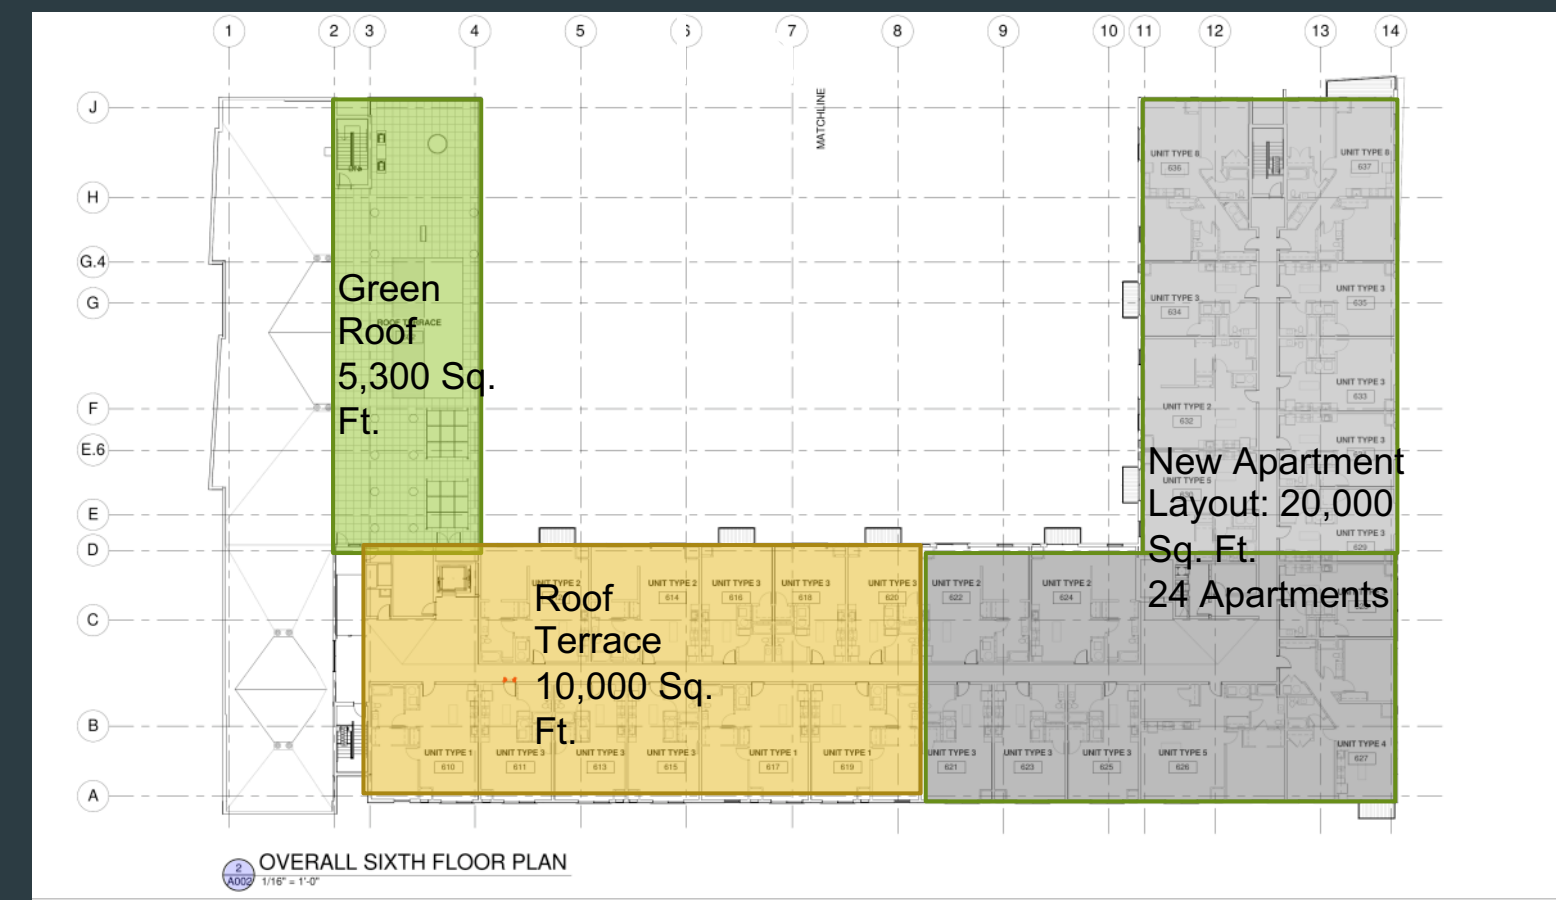 1 2 3 4 5 7 8 9 10 11 12 13 14
J
MATCHLINE
H
G.4
G
F
E.6
E
D
C
B
A
Green
Roof
5,300 Sq.
Ft.
ROOF TERRACE
UNIT TYPE 2
UNIT TYPE 2
614
UNIT TYPE 3
616
UNIT TYPE 3
618
UNIT TYPE 3
620
Roof
Terrace
10,000 Sq.
Ft.
UNIT TYPE 1
610
UNIT TYPE 3
611
UNIT TYPE 3
613
UNIT TYPE 3
615
UNIT TYPE 1
617
UNIT TYPE 1
619
UNIT TYPE 2
622
UNIT TYPE 2
624
UNIT TYPE 3
621
UNIT TYPE 3
623
UNIT TYPE 3
625
UNIT TYPE 5
626
UNIT TYPE 4
627
UNIT TYPE 8
636
UNIT TYPE 8
637
UNIT TYPE 3
634
UNIT TYPE 3
635
UNIT TYPE 3
633
UNIT TYPE 2
632
UNIT TYPE 3
UNIT TYPE 5
UNIT TYPE 3
629
New Apartment
Layout: 20,000
Sq. Ft.
24 Apartments
2
A002
OVERALL SIXTH FLOOR PLAN
1/16" = 1'-0"